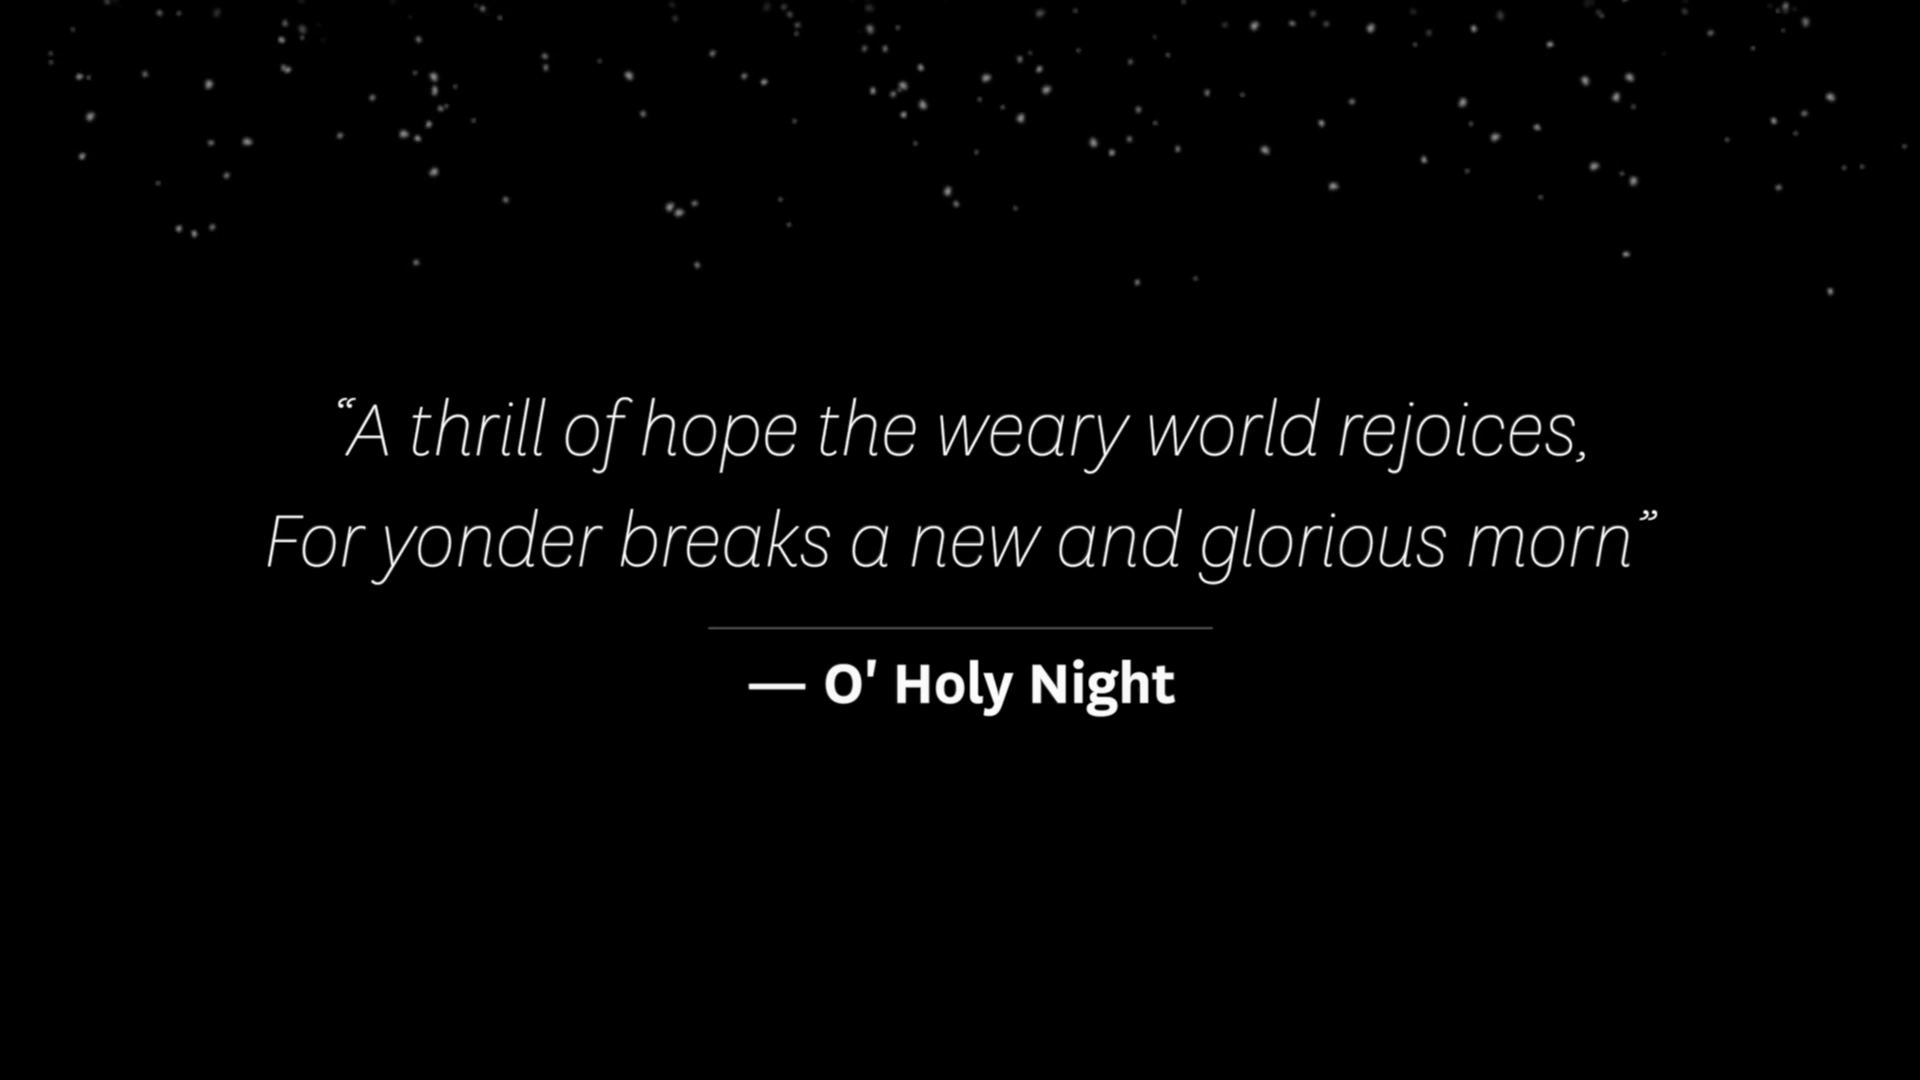 “A thrill of hope the weary world rejoices,
For yonder breaks a new and glorious morn”
— O' Holy Night